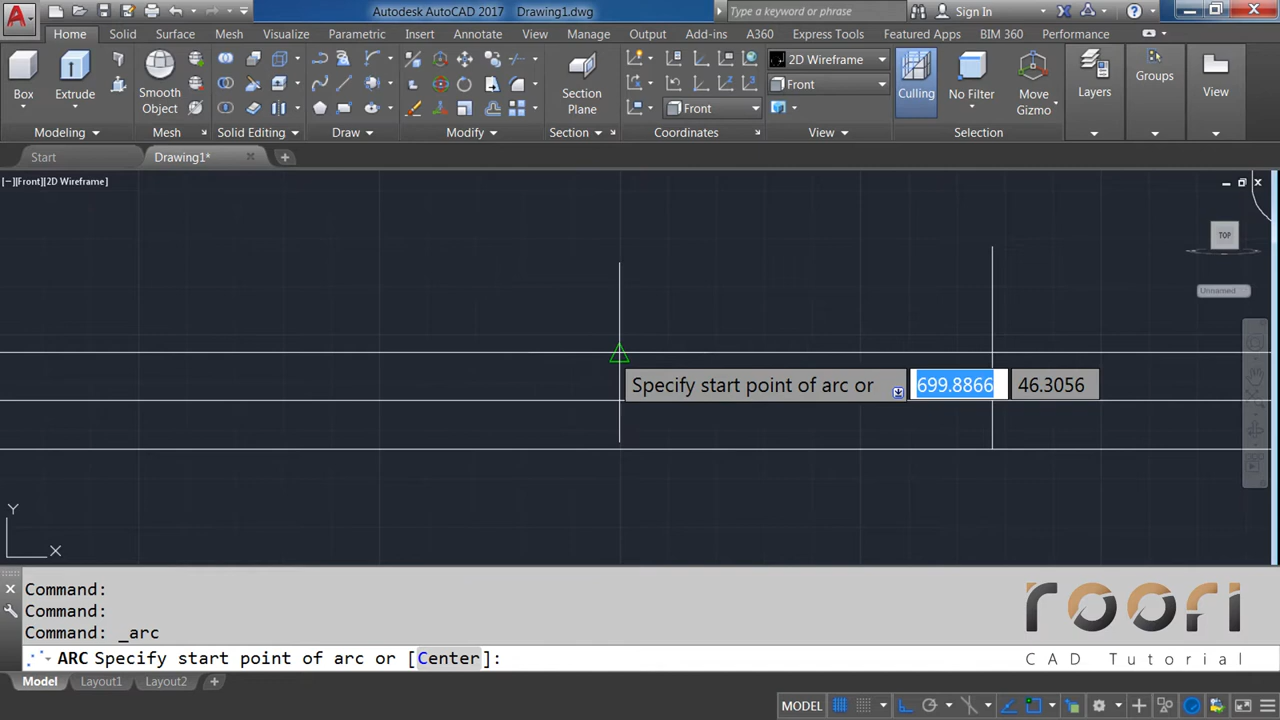 Autodesk AutoCAD 2017 Drawing1.dwg
Type a keyword or phrase
Sign In
Home Solid Surface Mesh Visualize Parametric Insert Annotate View Manage Output Add-ins A360 Express Tools Featured Apps BIM 360 Performance
2D Wireframe
Front
Front
Box Extrude Smooth Object Section Plane Culling No Filter Move Gizmo Layers Groups View
Modeling Mesh Solid Editing Draw Modify Section Coordinates View Selection
Start Drawing1*
[−][Front][2D Wireframe]
TOP
Unnamed
Specify start point of arc or 699.8866 46.3056
Y
X
Command:
Command:
Command: _arc
ARC Specify start point of arc or [Center]:
roori
CAD Tutorial
Model Layout1 Layout2
MODEL